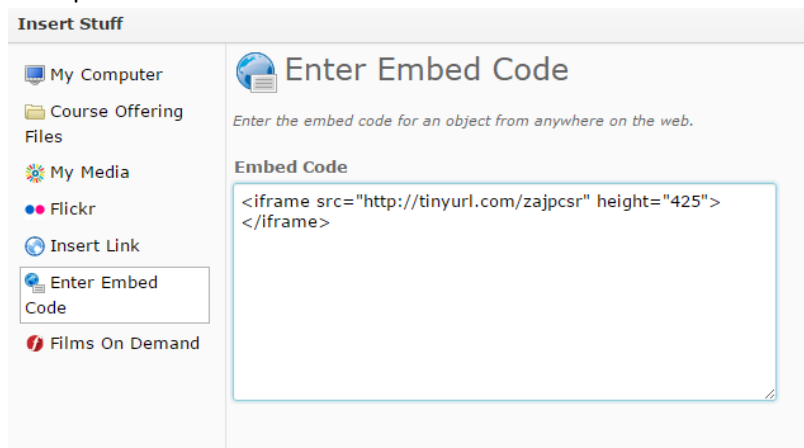 Insert Stuff
My Computer
Course Offering
Files
My Media
Flickr
Insert Link
Enter Embed
Code
Films On Demand
Enter Embed Code
Enter the embed code for an object from anywhere on the web.
Embed Code
<iframe src="http://tinyurl.com/zajpcsr" height="425">
</iframe>